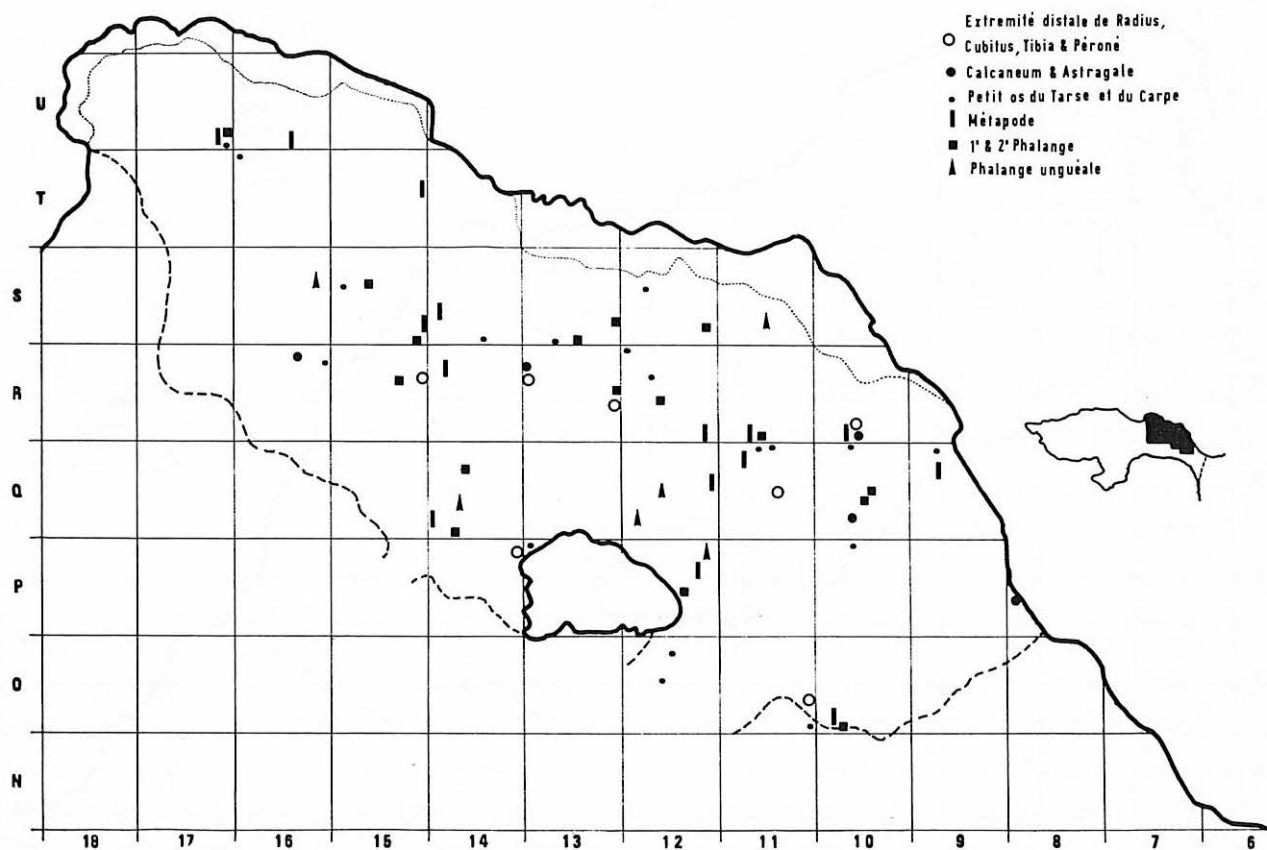 Extremité distale de Radius,
Cubitus, Tibia & Péroné
Calcaneum & Astragale
Petit os du Tarse et du Carpe
Métapode
1e & 2e Phalange
Phalange unguéale
U
T
S
R
Q
P
O
N
18 17 16 15 14 13 12 11 10 9 8 7 6